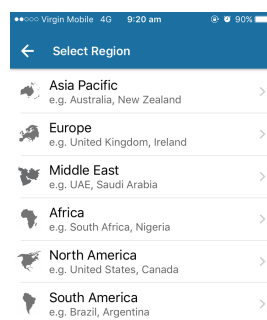 Virgin Mobile 4G 9:20 am 90%
Select Region
Asia Pacific
e.g. Australia, New Zealand
Europe
e.g. United Kingdom, Ireland
Middle East
e.g. UAE, Saudi Arabia
Africa
e.g. South Africa, Nigeria
North America
e.g. United States, Canada
South America
e.g. Brazil, Argentina